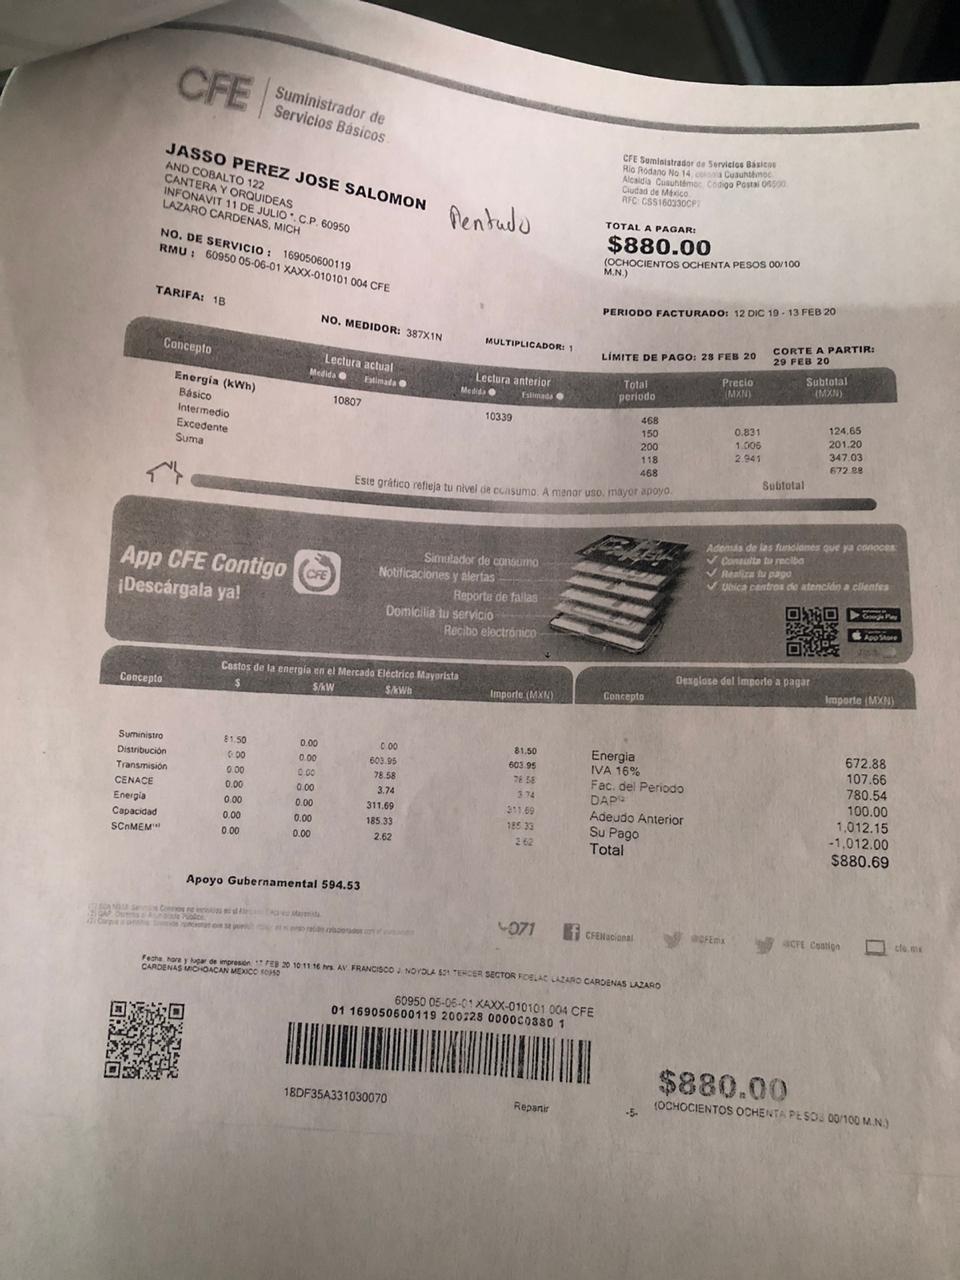 CFE
Suministrador de
Servicios Básicos
JASSO PEREZ JOSE SALOMON
AND COBALTO 122
CANTERA Y ORQUIDEAS
INFONAVIT 11 DE JULIO *. C.P. 60950
LAZARO CARDENAS, MICH
Rentado
CFE Suministrador de Servicios Básicos
Río Ródano No 14, colonia Cuauhtémoc,
Alcaldía Cuauhtémoc, Código Postal 06500,
Ciudad de México.
RFC: CSS160330CP7
TOTAL A PAGAR:
$880.00
(OCHOCIENTOS OCHENTA PESOS 00/100
M.N.)
NO. DE SERVICIO : 169050600119
RMU : 60950 05-06-01 XAXX-010101 004 CFE
TARIFA: 1B
NO. MEDIDOR: 387X1N
MULTIPLICADOR: 1
PERIODO FACTURADO: 12 DIC 19 - 13 FEB 20
LÍMITE DE PAGO: 28 FEB 20
CORTE A PARTIR:
29 FEB 20
Concepto Lectura actual Lectura anterior Total periodo Precio (MXN) Subtotal (MXN)
Medida Estimada Medida Estimada
Energía (kWh) 10807 10339 468
Básico 150 0.831 124.65
Intermedio 200 1.006 201.20
Excedente 118 2.941 347.03
Suma 468 672.88
Este gráfico refleja tu nivel de consumo. A menor uso, mayor apoyo.
Subtotal
App CFE Contigo
¡Descárgala ya!
CFE
Simulador de consumo
Notificaciones y alertas
Reporte de fallas
Domicilia tu servicio
Recibo electrónico
Además de las funciones que ya conoces:
Consulta tu recibo
Realiza tu pago
Ubica centros de atención a clientes
Google Play
App Store
Costos de la energía en el Mercado Eléctrico Mayorista
Concepto $ $/kW $/kWh Importe (MXN)
Suministro 81.50 0.00 0.00 81.50
Distribución 0.00 0.00 603.95 603.95
Transmisión 0.00 0.00 78.58 78.58
CENACE 0.00 0.00 3.74 3.74
Energía 0.00 0.00 311.69 311.69
Capacidad 0.00 0.00 185.33 185.33
SCnMEM 0.00 0.00 2.62 2.62
Desglose del importe a pagar
Concepto Importe (MXN)
Energía 672.88
IVA 16% 107.66
Fac. del Periodo 780.54
DAP 100.00
Adeudo Anterior 1,012.15
Su Pago -1,012.00
Total $880.69
Apoyo Gubernamental 594.53
071
CFENacional
@CFEmx
@CFE_Contigo
cfe.mx
Fecha, hora y lugar de impresión: 17 FEB 20 10:11:16 hrs. AV. FRANCISCO J. NOYOLA 521 TERCER SECTOR FIDELAC LAZARO CARDENAS LAZARO
CARDENAS MICHOACAN MEXICO 60950
60950 05-06-01 XAXX-010101 004 CFE
01 169050600119 200228 000000880 1
18DF35A331030070
Repartir
-5-
$880.00
(OCHOCIENTOS OCHENTA PESOS 00/100 M.N.)